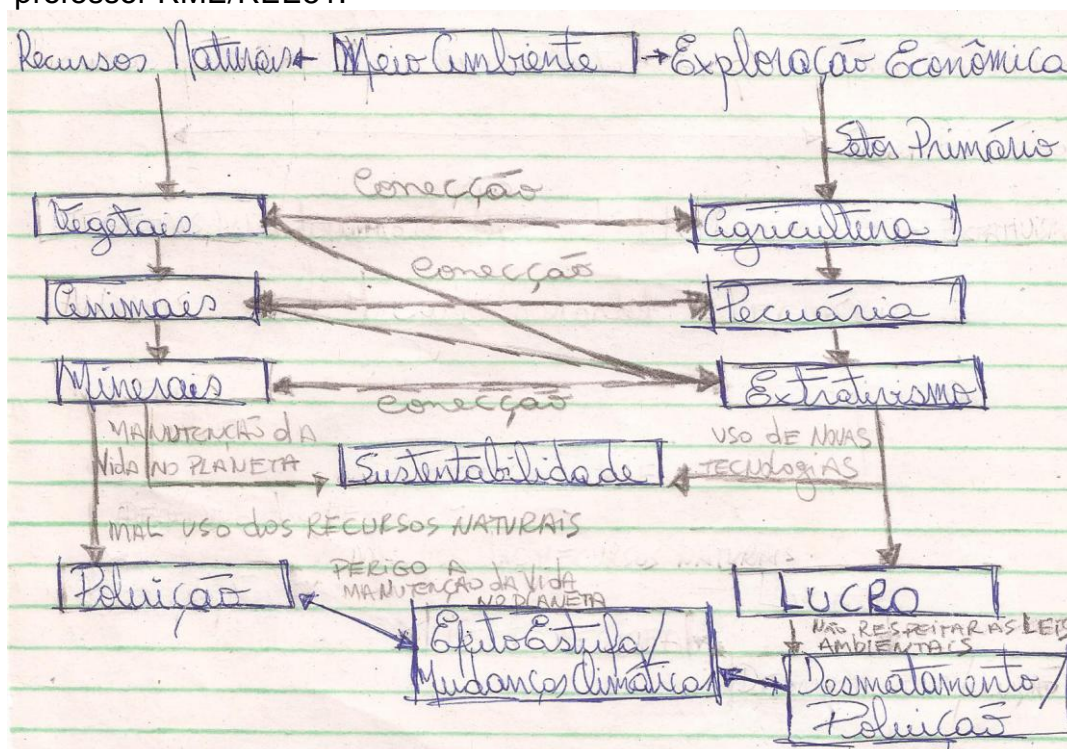 professor RME/REE31.
Recursos Naturais Meio Ambiente Exploração Econômica
Setor Primário
Conecção
Vegetais Agricultura
Conecção
Animais Pecuária
Minerais Extrativismo
Conecção
MANUTENÇÃO dA USO dE NOVAS
Vida NO PLANETA Sustentabilidade TECNologiAS
MAL USO dos RECURSOS NATURAIS
PERIGO A
Poluição MANUTENÇÃO dA VIdA LUCRO
NO PLANETA
NÃO RESPEITAR AS LEIS
AMBIENTAIS
Efeito Estufa/ Desmatamento/
Mudanças Climáticas Poluição